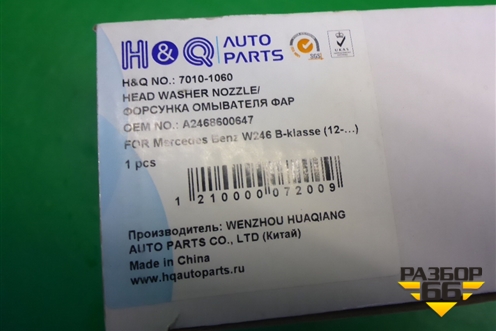 H&Q AUTO PARTS
SGS
UKAS
H&Q NO.: 7010-1060
HEAD WASHER NOZZLE/
ФОРСУНКА ОМЫВАТЕЛЯ ФАР
OEM NO.: A2468600647
FOR Mercedes Benz W246 B-klasse (12-...)
1 pcs
1 210000 072009
Производитель: WENZHOU HUAQIANG
AUTO PARTS CO., LTD (Китай)
Made in China
www.hqautoparts.ru
РАЗБОР
66